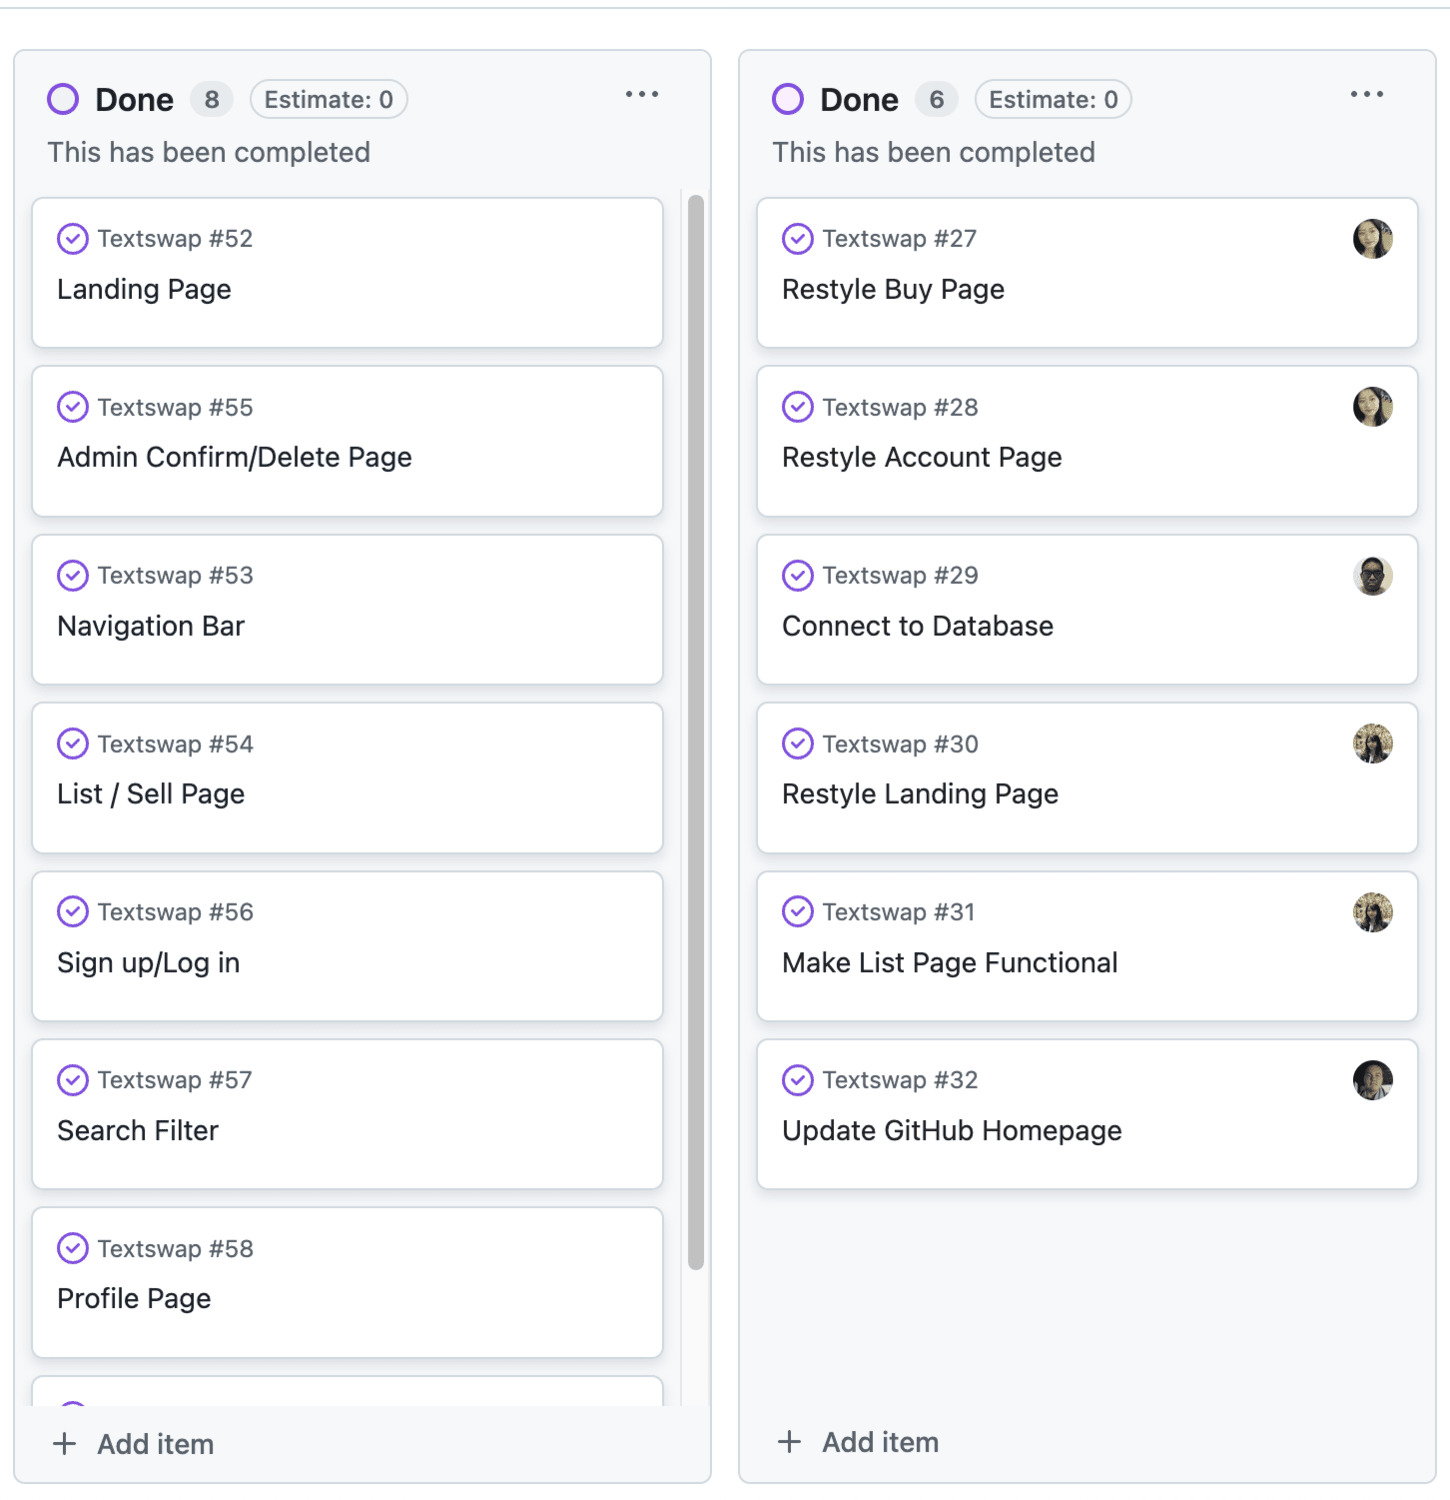 Done 8 Estimate: 0
This has been completed
Textswap #52
Landing Page
Textswap #55
Admin Confirm/Delete Page
Textswap #53
Navigation Bar
Textswap #54
List / Sell Page
Textswap #56
Sign up/Log in
Textswap #57
Search Filter
Textswap #58
Profile Page
Add item
Done 6 Estimate: 0
This has been completed
Textswap #27
Restyle Buy Page
Textswap #28
Restyle Account Page
Textswap #29
Connect to Database
Textswap #30
Restyle Landing Page
Textswap #31
Make List Page Functional
Textswap #32
Update GitHub Homepage
Add item